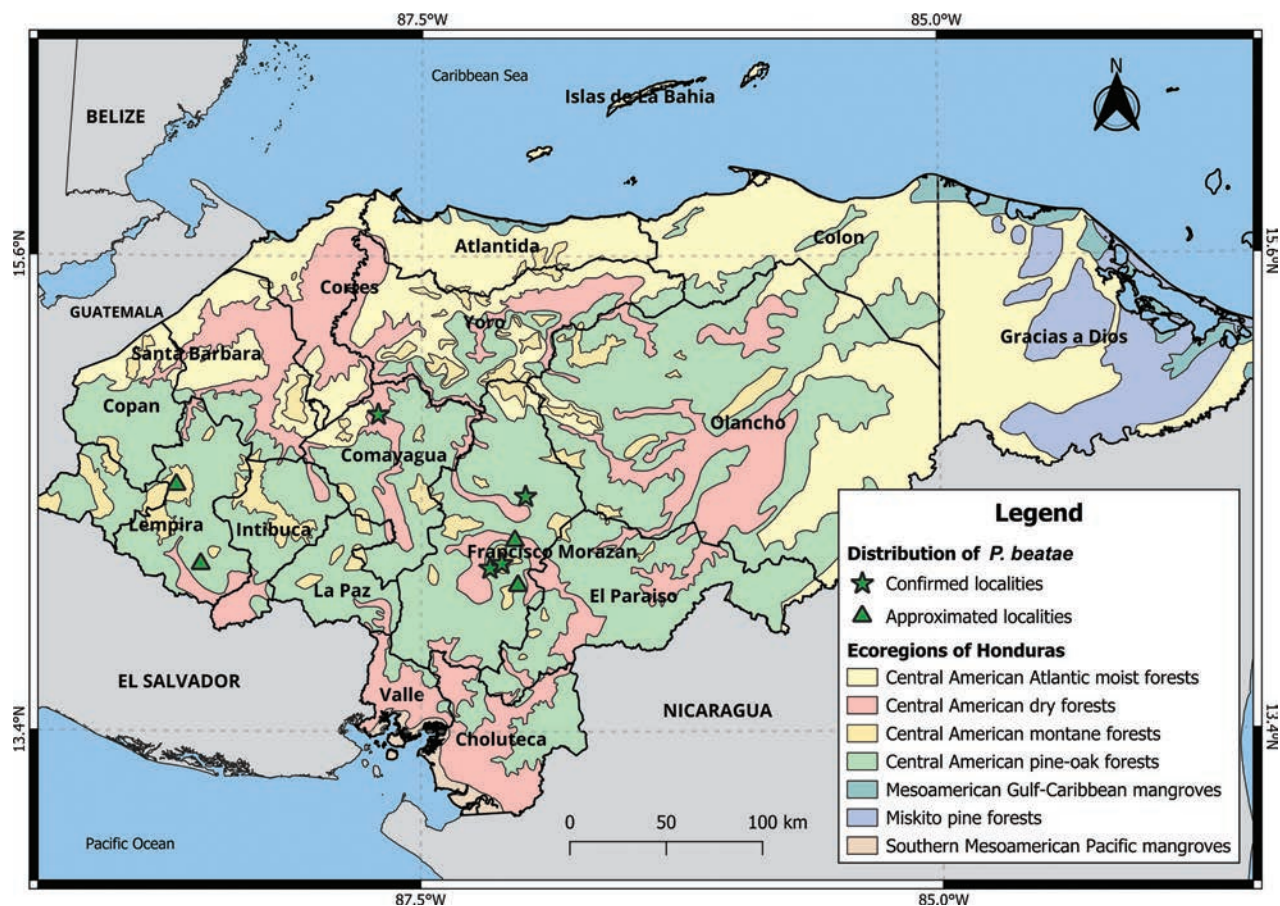 87.5°W
85.0°W
Caribbean Sea
N
Islas de La Bahia
BELIZE
Atlantida
Colon
15.6°N
15.6°N
Cortes
GUATEMALA
Yoro
Gracias a Dios
Santa Barbara
Copan
Olancho
Comayagua
Lempira
Intibuca
Francisco Morazan
La Paz
El Paraiso
EL SALVADOR
Valle
NICARAGUA
13.4°N
13.4°N
Choluteca
Pacific Ocean
0 50 100 km
Legend
Distribution of P. beatae
Confirmed localities
Approximated localities
Ecoregions of Honduras
Central American Atlantic moist forests
Central American dry forests
Central American montane forests
Central American pine-oak forests
Mesoamerican Gulf-Caribbean mangroves
Miskito pine forests
Southern Mesoamerican Pacific mangroves
87.5°W
85.0°W